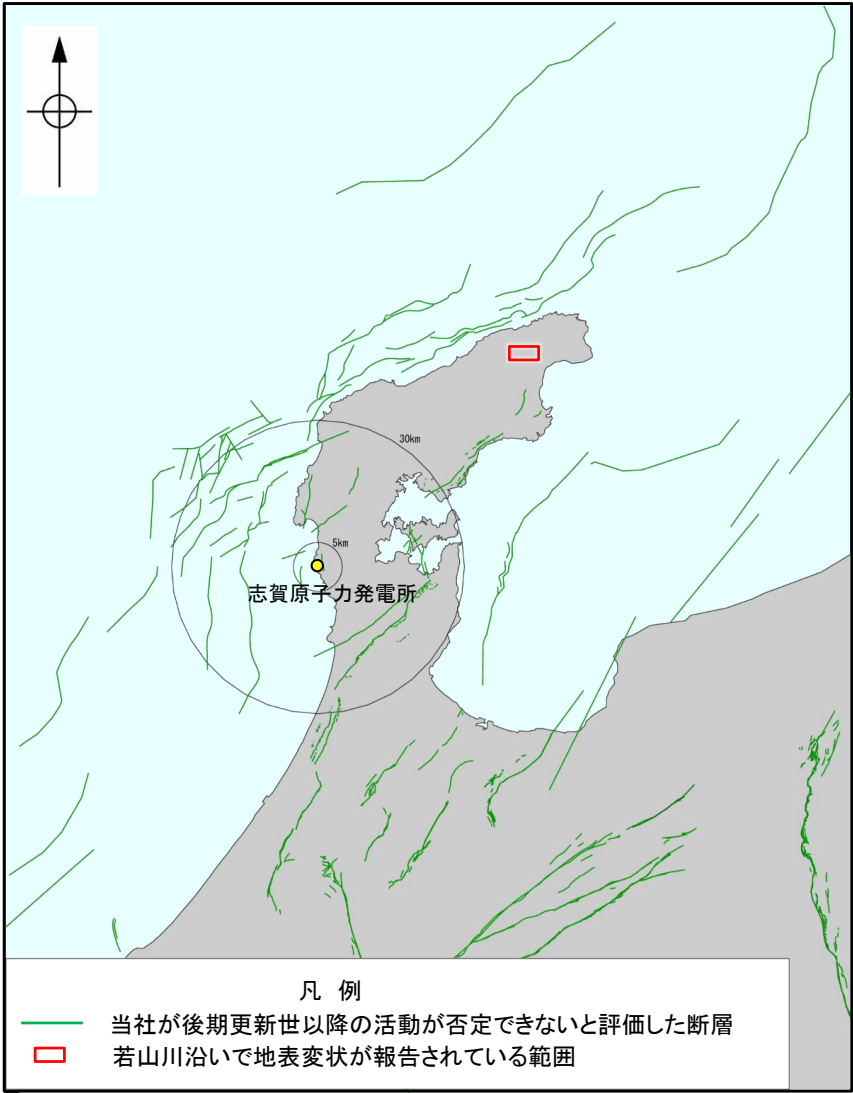 30km
5km
志賀原子力発電所
凡 例
当社が後期更新世以降の活動が否定できないと評価した断層
若山川沿いで地表変状が報告されている範囲